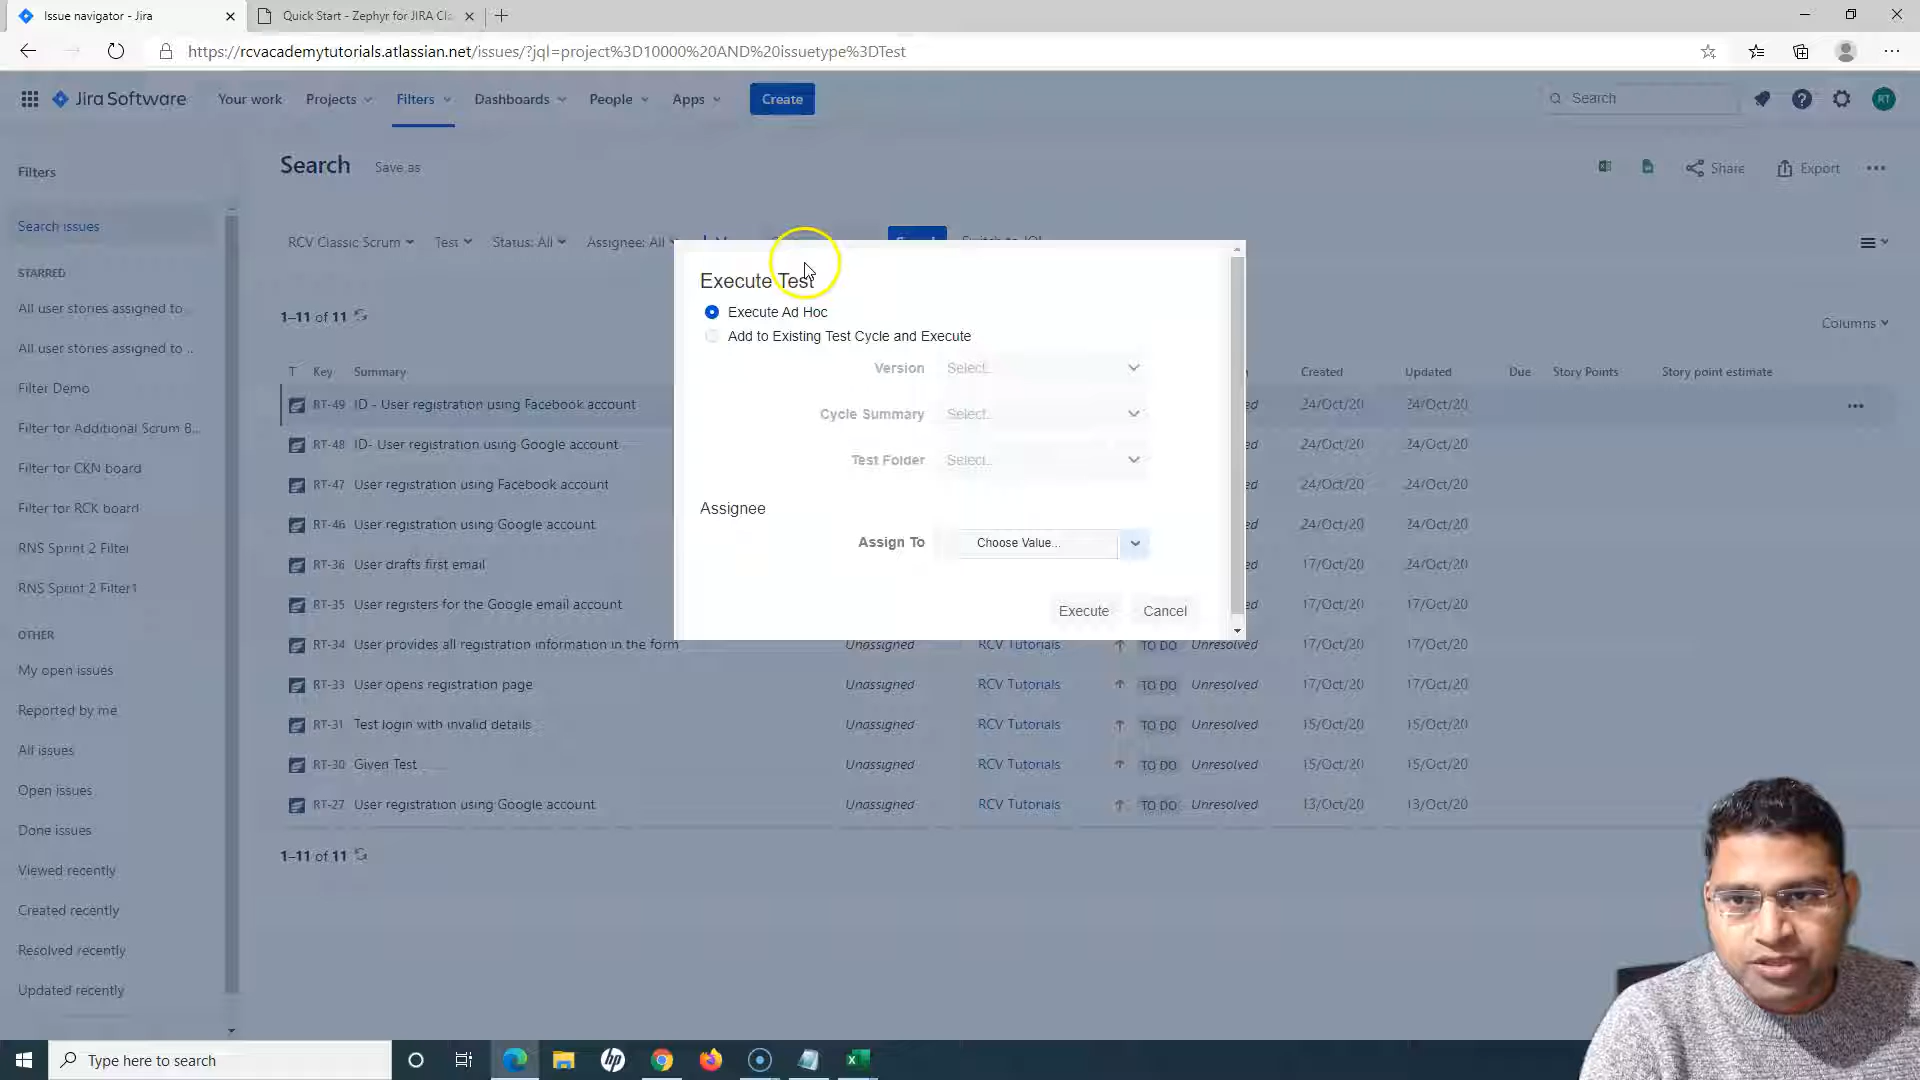 Issue navigator - Jira
Quick Start - Zephyr for JIRA Cl
https://rcvacademytutorials.atlassian.net/issues/?jql=project%3D10000%20AND%20issuetype%3DTest
Jira Software
Your work
Projects
Filters
Dashboards
People
Apps
Create
Search
RT
Filters
Search issues
STARRED
All user stories assigned to ...
All user stories assigned to ...
Filter Demo
Filter for Additional Scrum B...
Filter for CKN board
Filter for RCK board
RNS Sprint 2 Filter
RNS Sprint 2 Filter1
OTHER
My open issues
Reported by me
All issues
Open issues
Done issues
Viewed recently
Created recently
Resolved recently
Updated recently
Search Save as
Share Export
RCV Classic Scrum Test Status: All Assignee: All
1–11 of 11
Columns
T Key Summary Created Updated Due Story Points Story point estimate
RT-49 ID - User registration using Facebook account ed 24/Oct/20 24/Oct/20
RT-48 ID- User registration using Google account ed 24/Oct/20 24/Oct/20
RT-47 User registration using Facebook account ed 24/Oct/20 24/Oct/20
RT-46 User registration using Google account ed 24/Oct/20 24/Oct/20
RT-36 User drafts first email ed 17/Oct/20 24/Oct/20
RT-35 User registers for the Google email account ed 17/Oct/20 17/Oct/20
RT-34 User provides all registration information in the form Unassigned RCV Tutorials TO DO Unresolved 17/Oct/20 17/Oct/20
RT-33 User opens registration page Unassigned RCV Tutorials TO DO Unresolved 17/Oct/20 17/Oct/20
RT-31 Test login with invalid details Unassigned RCV Tutorials TO DO Unresolved 15/Oct/20 15/Oct/20
RT-30 Given Test Unassigned RCV Tutorials TO DO Unresolved 15/Oct/20 15/Oct/20
RT-27 User registration using Google account Unassigned RCV Tutorials TO DO Unresolved 13/Oct/20 13/Oct/20
1–11 of 11
Execute Test
Execute Ad Hoc
Add to Existing Test Cycle and Execute
Version Select..
Cycle Summary Select..
Test Folder Select..
Assignee
Assign To Choose Value...
Execute Cancel
Type here to search
hp